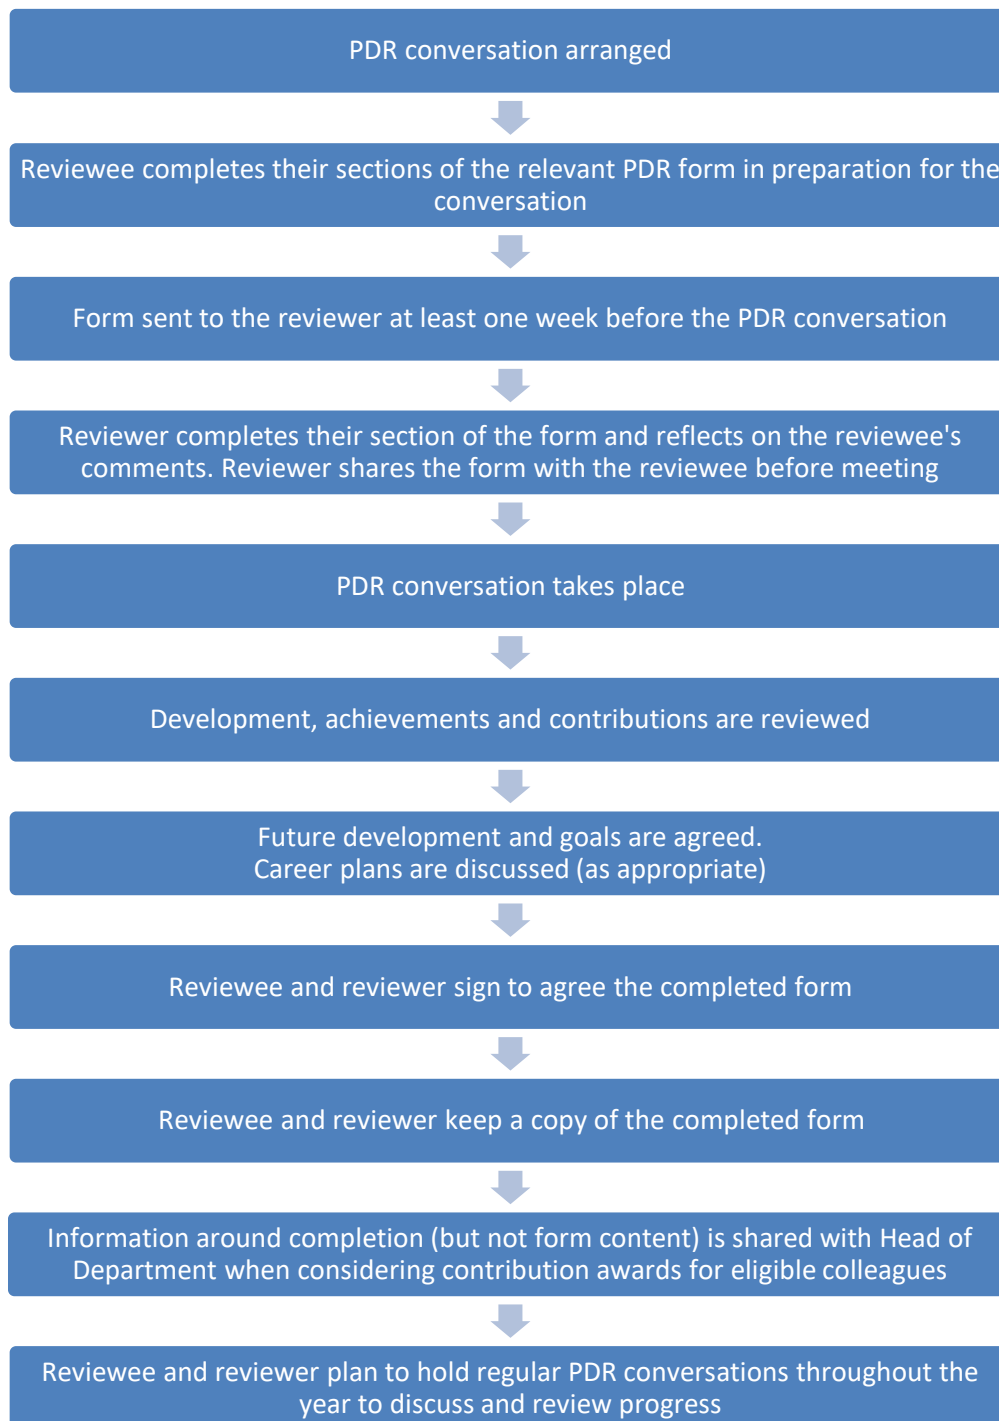 PDR conversation arranged
Reviewee completes their sections of the relevant PDR form in preparation for the
conversation
Form sent to the reviewer at least one week before the PDR conversation
Reviewer completes their section of the form and reflects on the reviewee's
comments. Reviewer shares the form with the reviewee before meeting
PDR conversation takes place
Development, achievements and contributions are reviewed
Future development and goals are agreed.
Career plans are discussed (as appropriate)
Reviewee and reviewer sign to agree the completed form
Reviewee and reviewer keep a copy of the completed form
Information around completion (but not form content) is shared with Head of
Department when considering contribution awards for eligible colleagues
Reviewee and reviewer plan to hold regular PDR conversations throughout the
year to discuss and review progress